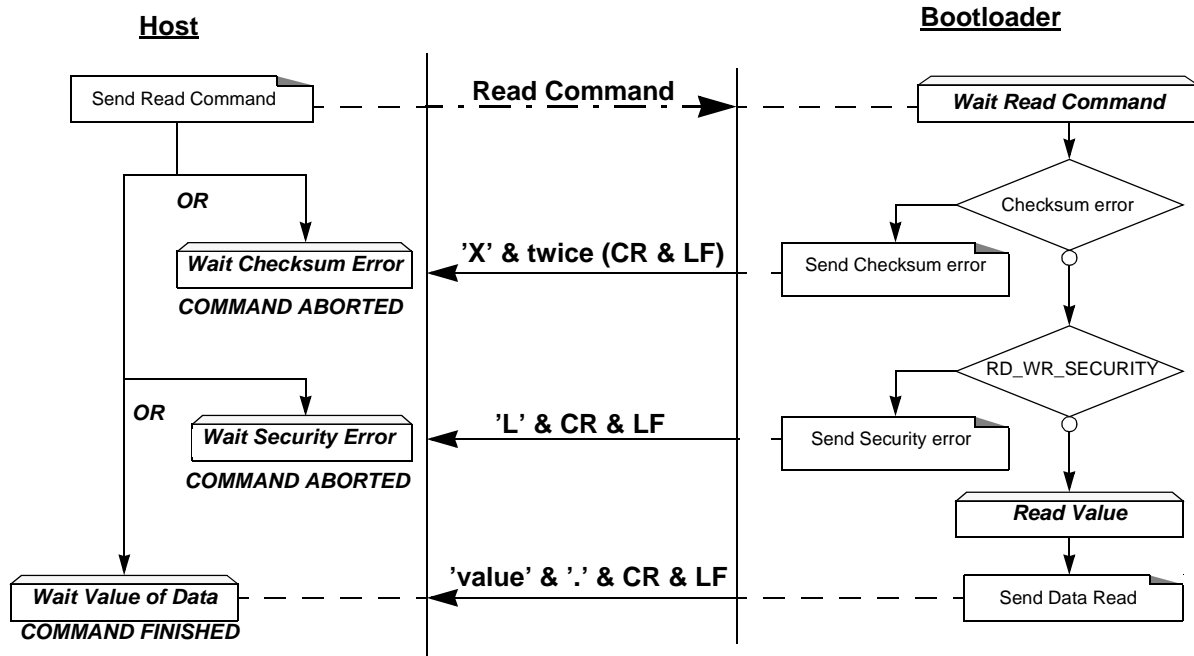 Host
Bootloader
Send Read Command
Read Command
Wait Read Command
OR
Checksum error
Wait Checksum Error
’X’ & twice (CR & LF)
Send Checksum error
COMMAND ABORTED
RD_WR_SECURITY
OR
Wait Security Error
’L’ & CR & LF
Send Security error
COMMAND ABORTED
Read Value
Wait Value of Data
’value’ & ’.’ & CR & LF
Send Data Read
COMMAND FINISHED